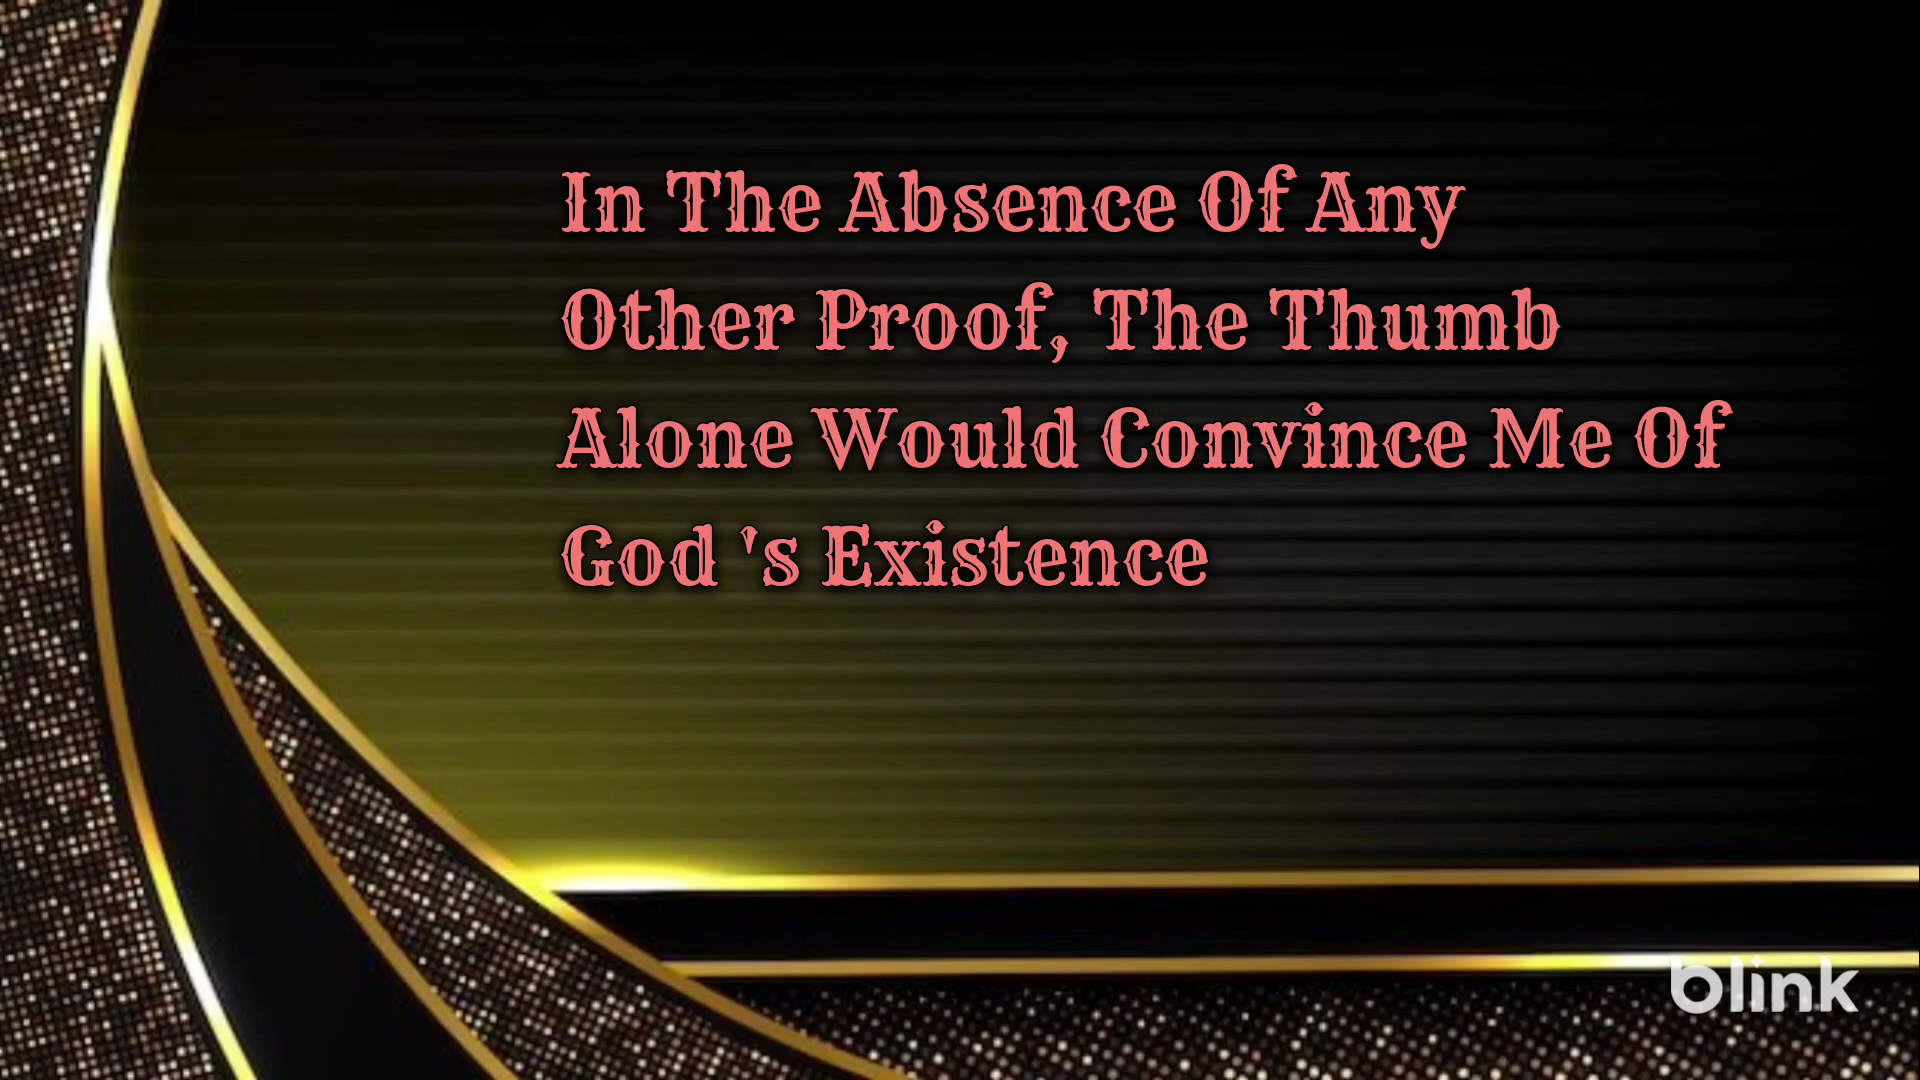 In The Absence Of Any
Other Proof, The Thumb
Alone Would Convince Me Of
God 's Existence
blink